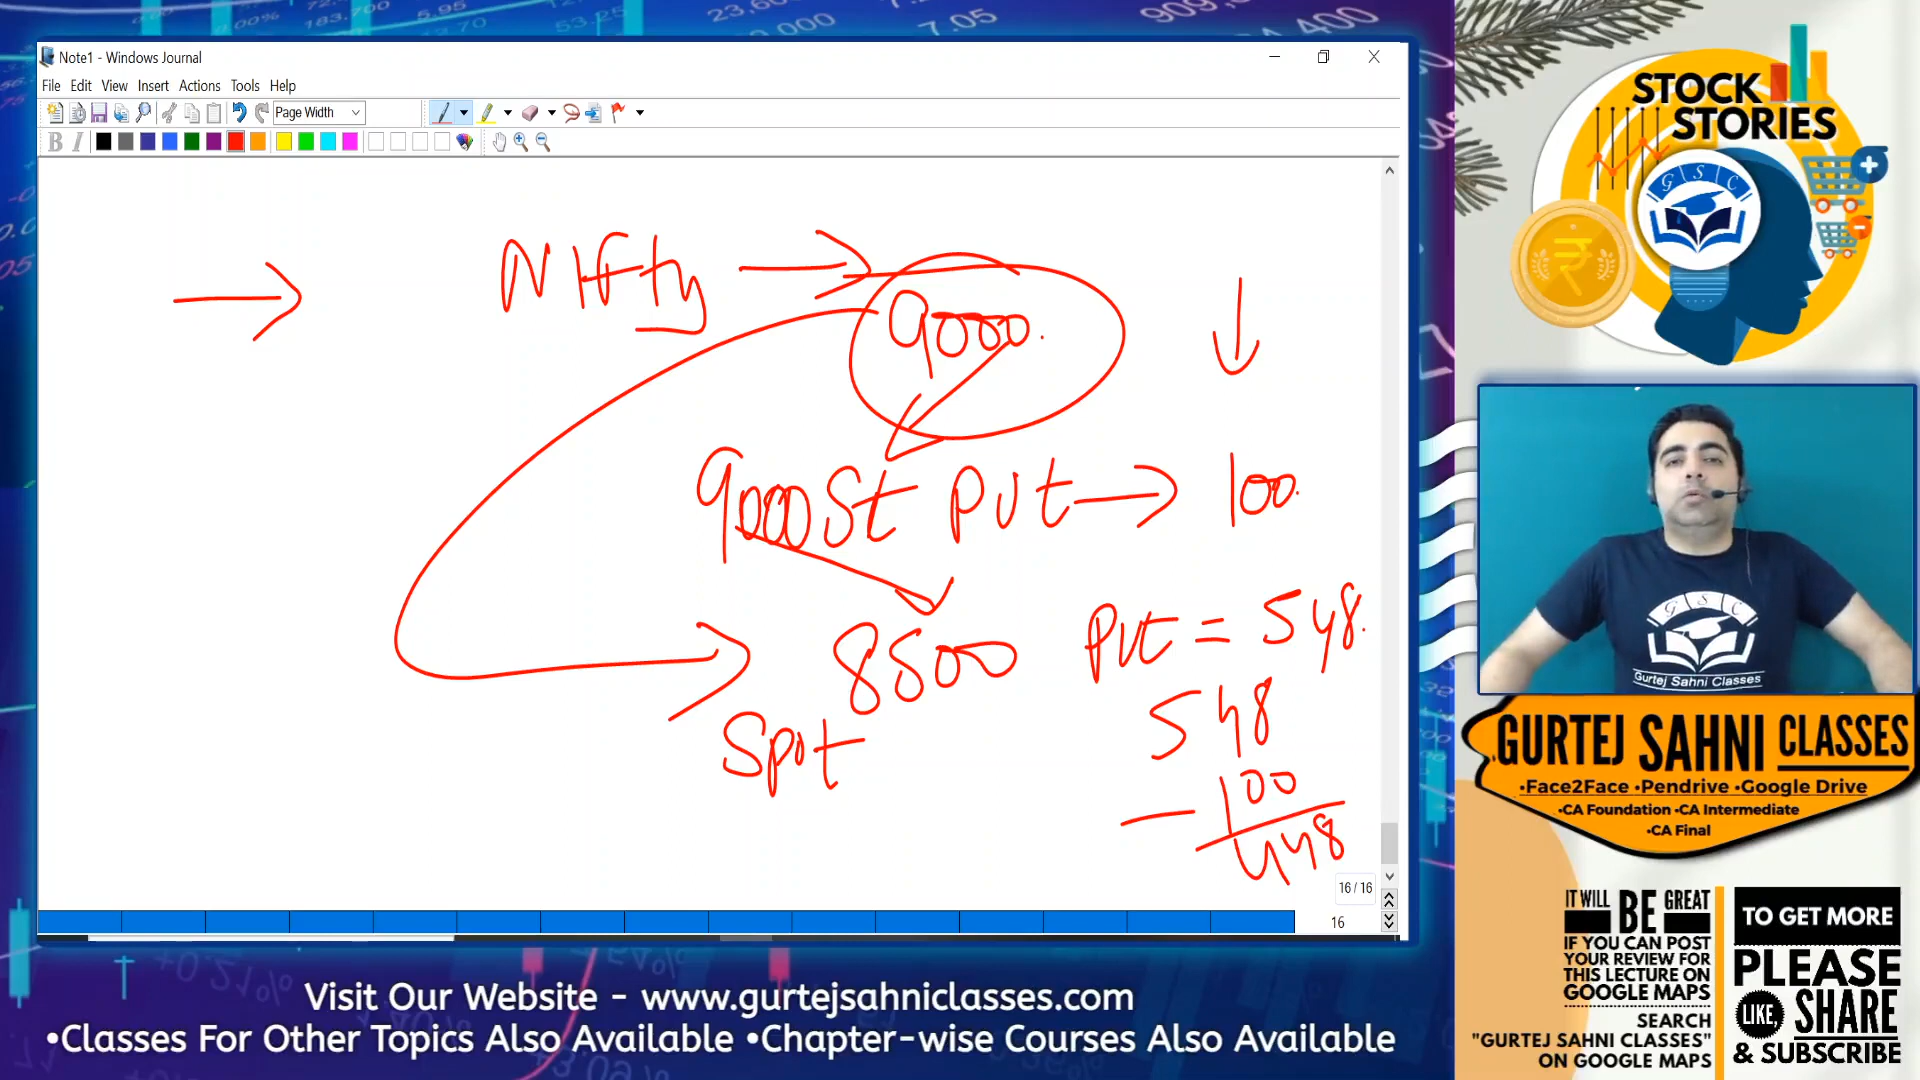 Note1 - Windows Journal
File Edit View Insert Actions Tools Help
Page Width
B I
NIFty
9000.
9000 St PUt → 100.
8500
Spot
PUt = 548.
548
- 100
448
16 / 16
16
STOCK
STORIES
G S C
G S C
Gurtej Sahni Classes
GURTEJ SAHNI CLASSES
•Face2Face •Pendrive •Google Drive
•CA Foundation •CA Intermediate
•CA Final
IT WILL BE GREAT
IF YOU CAN POST
YOUR REVIEW FOR
THIS LECTURE ON
GOOGLE MAPS
SEARCH
"GURTEJ SAHNI CLASSES"
ON GOOGLE MAPS
TO GET MORE
PLEASE
LIKE, SHARE
& SUBSCRIBE
Visit Our Website - www.gurtejsahniclasses.com
•Classes For Other Topics Also Available •Chapter-wise Courses Also Available